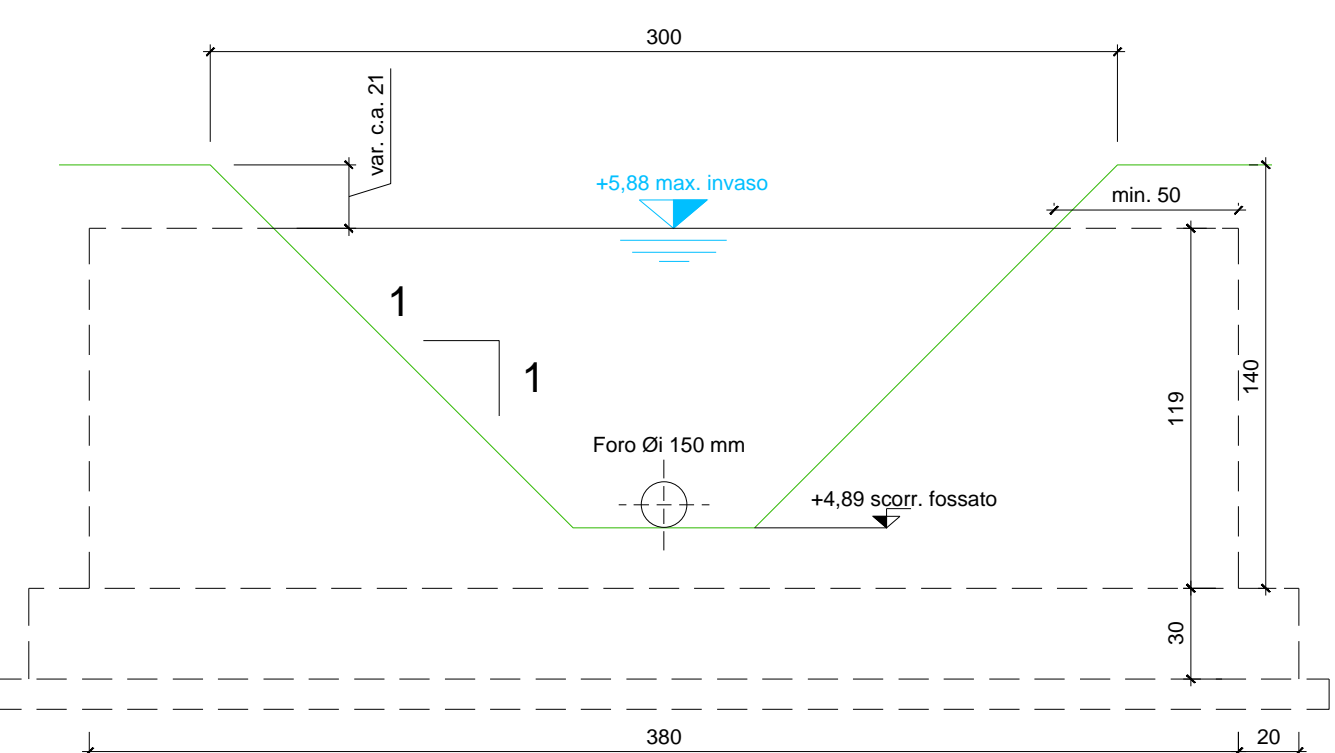 300
var. c.a. 21
+5,88 max. invaso
min. 50
1
1
119
140
Foro Øi 150 mm
+4,89 scorr. fossato
30
380
20